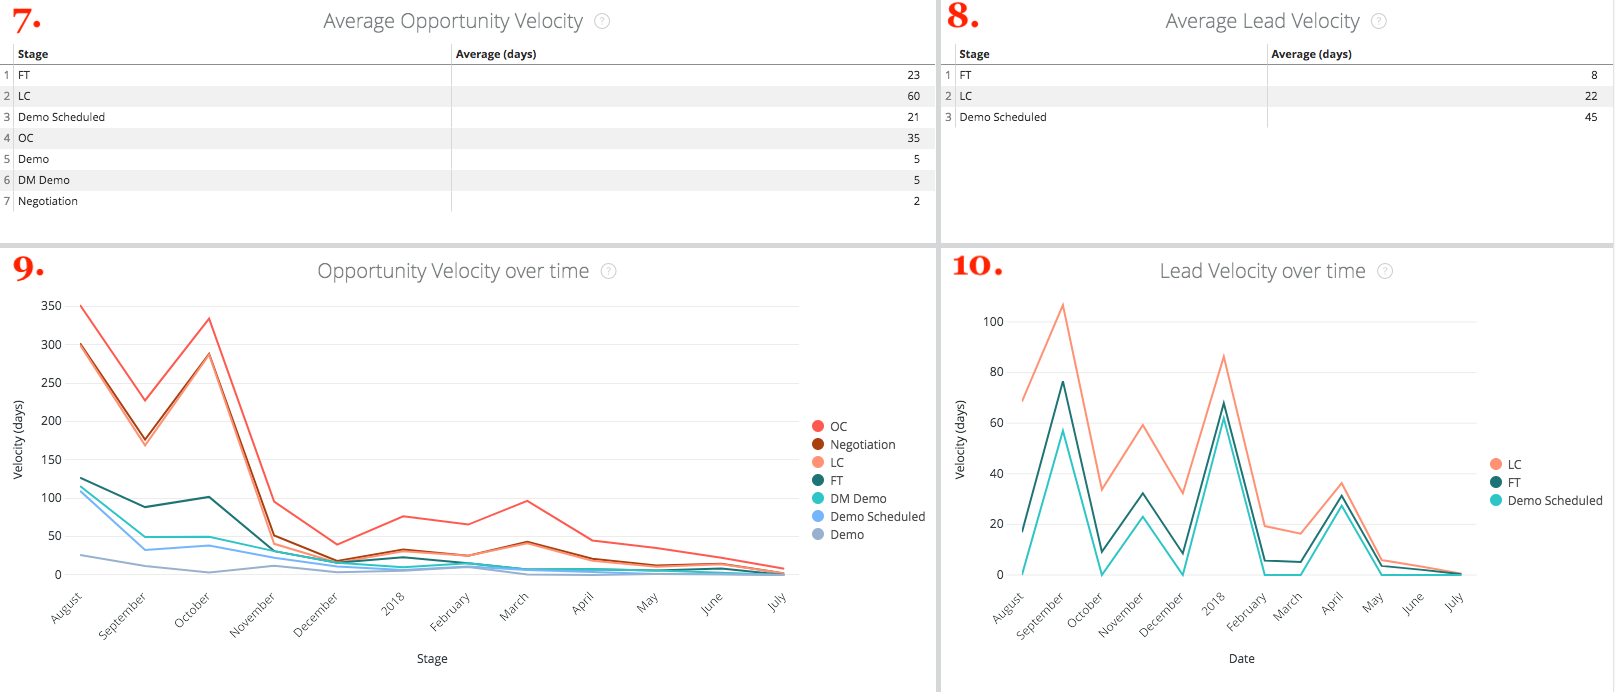 7. Average Opportunity Velocity ?
Stage Average (days)
1 FT 23
2 LC 60
3 Demo Scheduled 21
4 OC 35
5 Demo 5
6 DM Demo 5
7 Negotiation 2
8. Average Lead Velocity ?
Stage Average (days)
1 FT 8
2 LC 22
3 Demo Scheduled 45
9. Opportunity Velocity over time ?
Velocity (days)
350
300
250
200
150
100
50
0
August September October November December 2018 February March April May June July
Stage
OC
Negotiation
LC
FT
DM Demo
Demo Scheduled
Demo
10. Lead Velocity over time ?
Velocity (days)
100
80
60
40
20
0
August September October November December 2018 February March April May June July
Date
LC
FT
Demo Scheduled